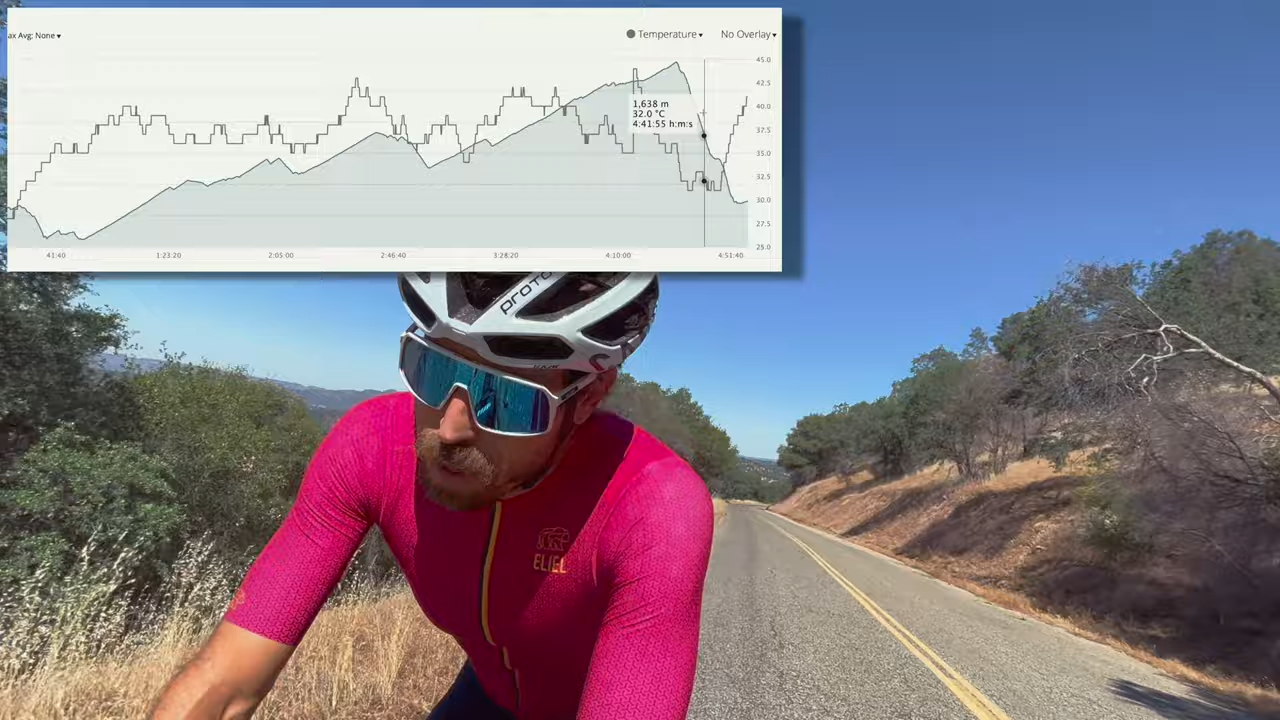 ax Avg: None ▾
Temperature ▾
No Overlay ▾
45.0
42.5
40.0
37.5
35.0
32.5
30.0
27.5
25.0
1,638 m
32.0 °C
4:41:55 h:m:s
41:40
1:23:20
2:05:00
2:46:40
3:28:20
4:10:00
4:51:40
PROTO
ELIEL